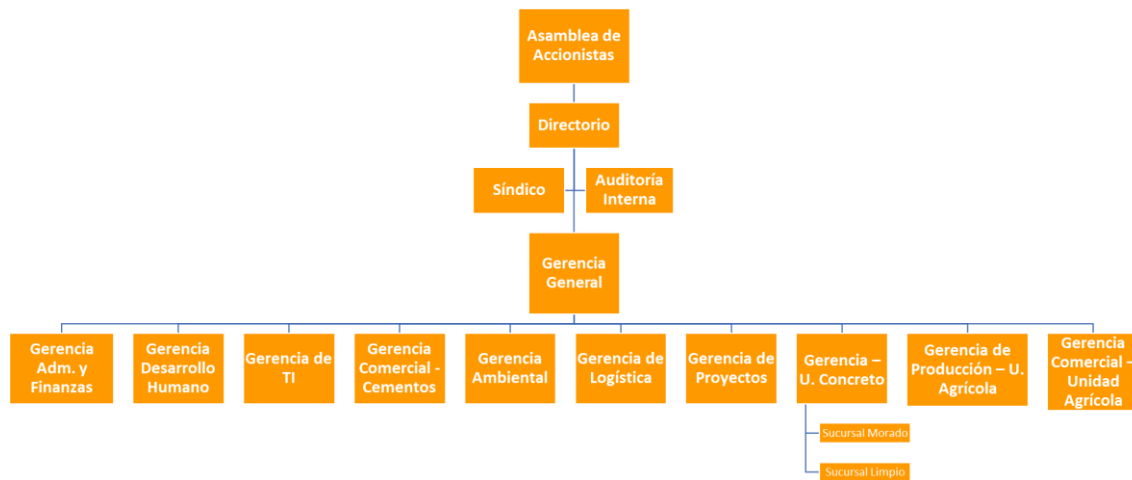 Asamblea de
Accionistas
Directorio
Síndico
Auditoría
Interna
Gerencia
General
Gerencia
Adm. y
Finanzas
Gerencia
Desarrollo
Humano
Gerencia de
TI
Gerencia
Comercial -
Cementos
Gerencia
Ambiental
Gerencia de
Logística
Gerencia de
Proyectos
Gerencia –
U. Concreto
Gerencia de
Producción – U.
Agrícola
Gerencia
Comercial –
Unidad
Agrícola
Sucursal Morado
Sucursal Limpio